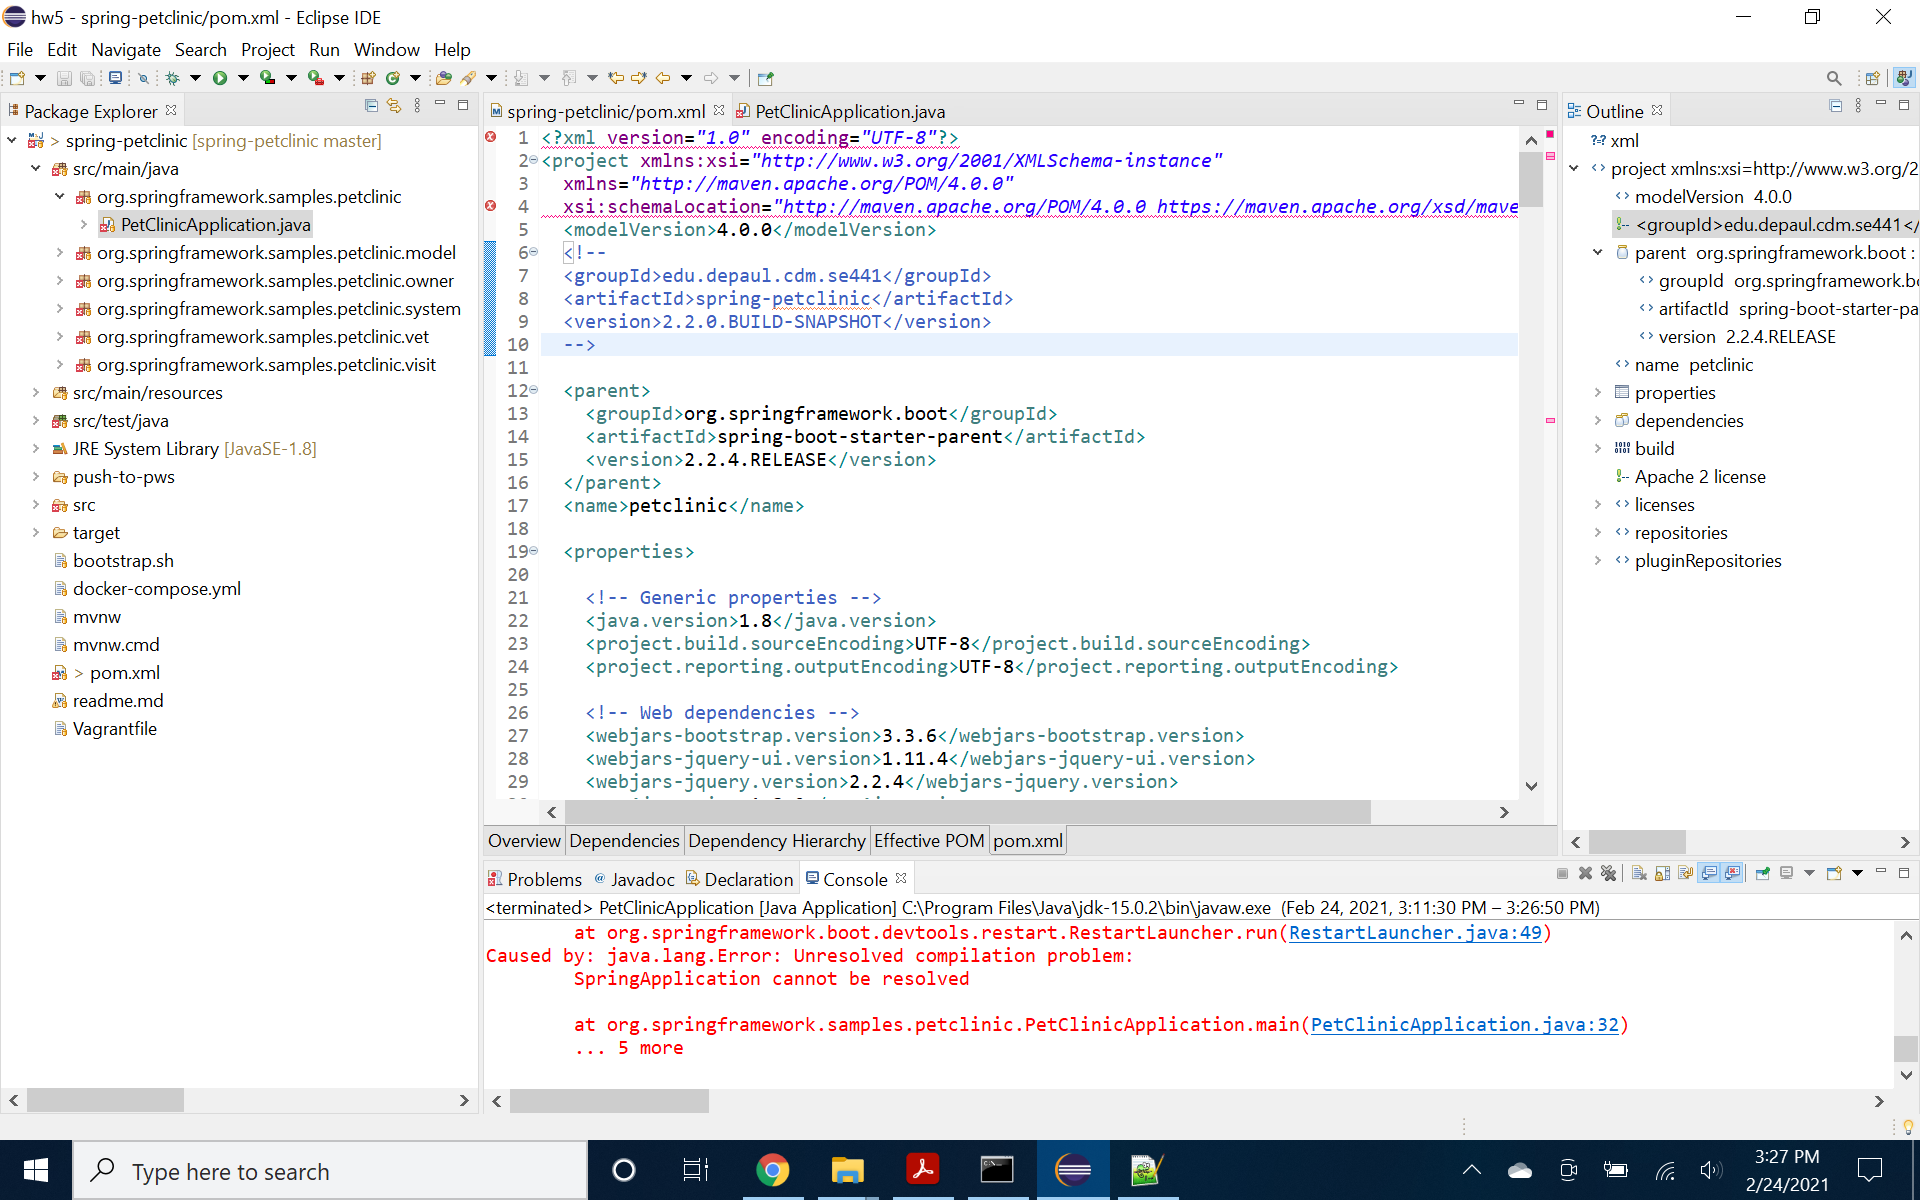 hw5 - spring-petclinic/pom.xml - Eclipse IDE
File Edit Navigate Search Project Run Window Help
Package Explorer
> spring-petclinic [spring-petclinic master]
src/main/java
org.springframework.samples.petclinic
PetClinicApplication.java
org.springframework.samples.petclinic.model
org.springframework.samples.petclinic.owner
org.springframework.samples.petclinic.system
org.springframework.samples.petclinic.vet
org.springframework.samples.petclinic.visit
src/main/resources
src/test/java
JRE System Library [JavaSE-1.8]
push-to-pws
src
target
bootstrap.sh
docker-compose.yml
mvnw
mvnw.cmd
> pom.xml
readme.md
Vagrantfile
spring-petclinic/pom.xml PetClinicApplication.java
1 <?xml version="1.0" encoding="UTF-8"?>
2 <project xmlns:xsi="http://www.w3.org/2001/XMLSchema-instance"
3 xmlns="http://maven.apache.org/POM/4.0.0"
4 xsi:schemaLocation="http://maven.apache.org/POM/4.0.0 https://maven.apache.org/xsd/mave
5 <modelVersion>4.0.0</modelVersion>
6 <!--
7 <groupId>edu.depaul.cdm.se441</groupId>
8 <artifactId>spring-petclinic</artifactId>
9 <version>2.2.0.BUILD-SNAPSHOT</version>
10 -->
11
12 <parent>
13 <groupId>org.springframework.boot</groupId>
14 <artifactId>spring-boot-starter-parent</artifactId>
15 <version>2.2.4.RELEASE</version>
16 </parent>
17 <name>petclinic</name>
18
19 <properties>
20
21 <!-- Generic properties -->
22 <java.version>1.8</java.version>
23 <project.build.sourceEncoding>UTF-8</project.build.sourceEncoding>
24 <project.reporting.outputEncoding>UTF-8</project.reporting.outputEncoding>
25
26 <!-- Web dependencies -->
27 <webjars-bootstrap.version>3.3.6</webjars-bootstrap.version>
28 <webjars-jquery-ui.version>1.11.4</webjars-jquery-ui.version>
29 <webjars-jquery.version>2.2.4</webjars-jquery.version>
Overview Dependencies Dependency Hierarchy Effective POM pom.xml
Outline
xml
project xmlns:xsi=http://www.w3.org/2
modelVersion 4.0.0
<groupId>edu.depaul.cdm.se441</
parent org.springframework.boot :
groupId org.springframework.bo
artifactId spring-boot-starter-pa
version 2.2.4.RELEASE
name petclinic
properties
dependencies
build
Apache 2 license
licenses
repositories
pluginRepositories
Problems Javadoc Declaration Console
<terminated> PetClinicApplication [Java Application] C:\Program Files\Java\jdk-15.0.2\bin\javaw.exe (Feb 24, 2021, 3:11:30 PM – 3:26:50 PM)
at org.springframework.boot.devtools.restart.RestartLauncher.run(RestartLauncher.java:49)
Caused by: java.lang.Error: Unresolved compilation problem:
SpringApplication cannot be resolved
at org.springframework.samples.petclinic.PetClinicApplication.main(PetClinicApplication.java:32)
... 5 more
Type here to search
3:27 PM
2/24/2021